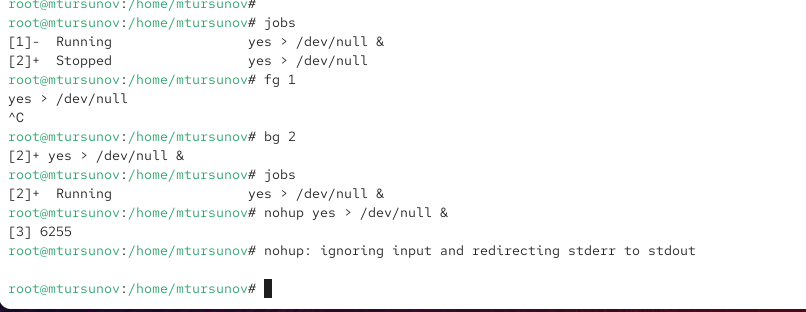 root@mtursunov:/home/mtursunov#
root@mtursunov:/home/mtursunov# jobs
[1]-  Running                 yes > /dev/null &
[2]+  Stopped                 yes > /dev/null
root@mtursunov:/home/mtursunov# fg 1
yes > /dev/null
^C
root@mtursunov:/home/mtursunov# bg 2
[2]+ yes > /dev/null &
root@mtursunov:/home/mtursunov# jobs
[2]+  Running                 yes > /dev/null &
root@mtursunov:/home/mtursunov# nohup yes > /dev/null &
[3] 6255
root@mtursunov:/home/mtursunov# nohup: ignoring input and redirecting stderr to stdout
root@mtursunov:/home/mtursunov#